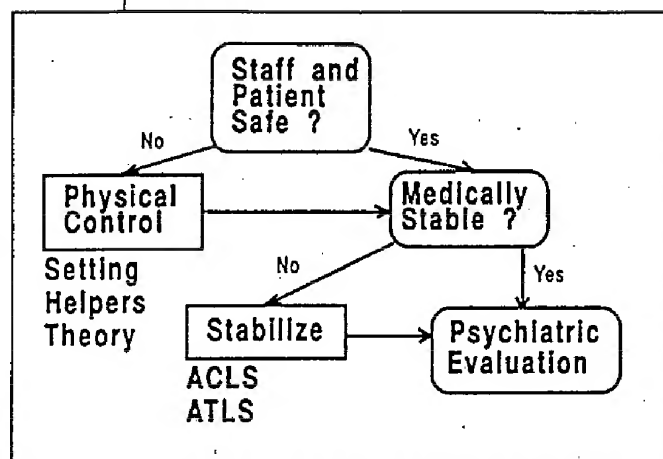 Staff and
Patient
Safe ?
No
Yes
Physical
Control
Medically
Stable ?
Setting
Helpers
Theory
No
Yes
Stabilize
Psychiatric
Evaluation
ACLS
ATLS